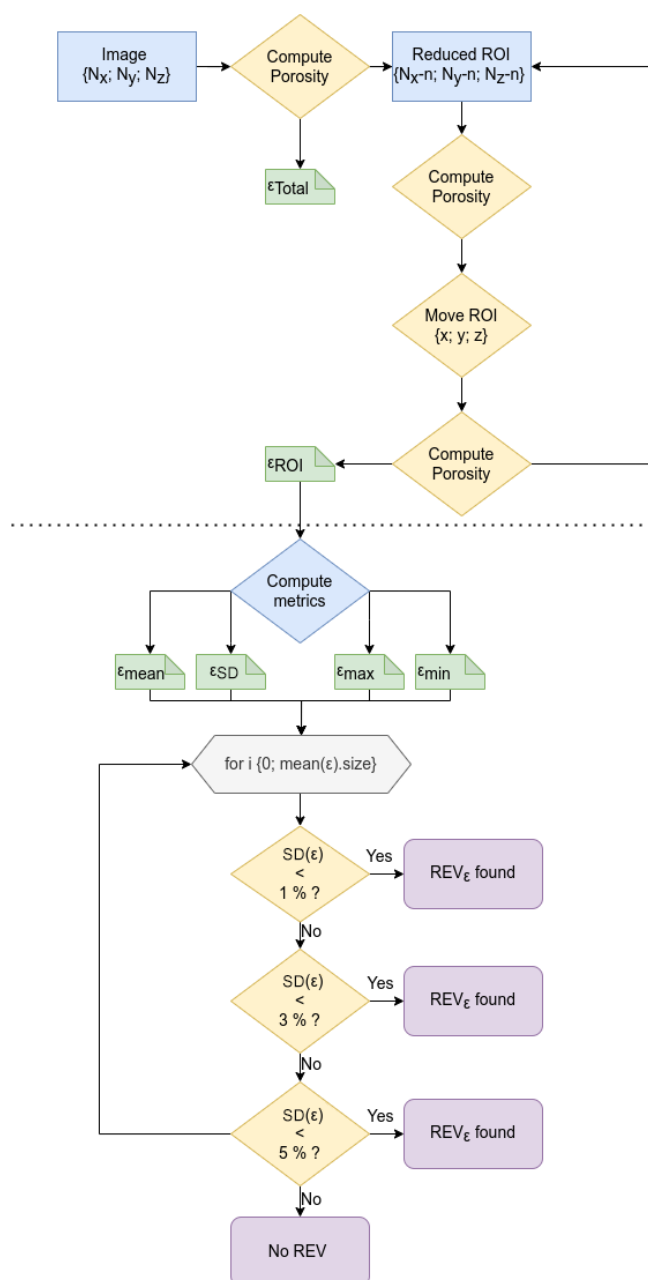 Image
{Nx; Ny; Nz}
Compute
Porosity
Reduced ROI
{Nx-n; Ny-n; Nz-n}
εTotal
Compute
Porosity
Move ROI
{x; y; z}
εROI
Compute
Porosity
Compute
metrics
εmean
εSD
εmax
εmin
for i {0; mean(ε).size}
SD(ε)
<
1 % ?
Yes
REVε found
No
SD(ε)
<
3 % ?
Yes
REVε found
No
SD(ε)
<
5 % ?
Yes
REVε found
No
No REV